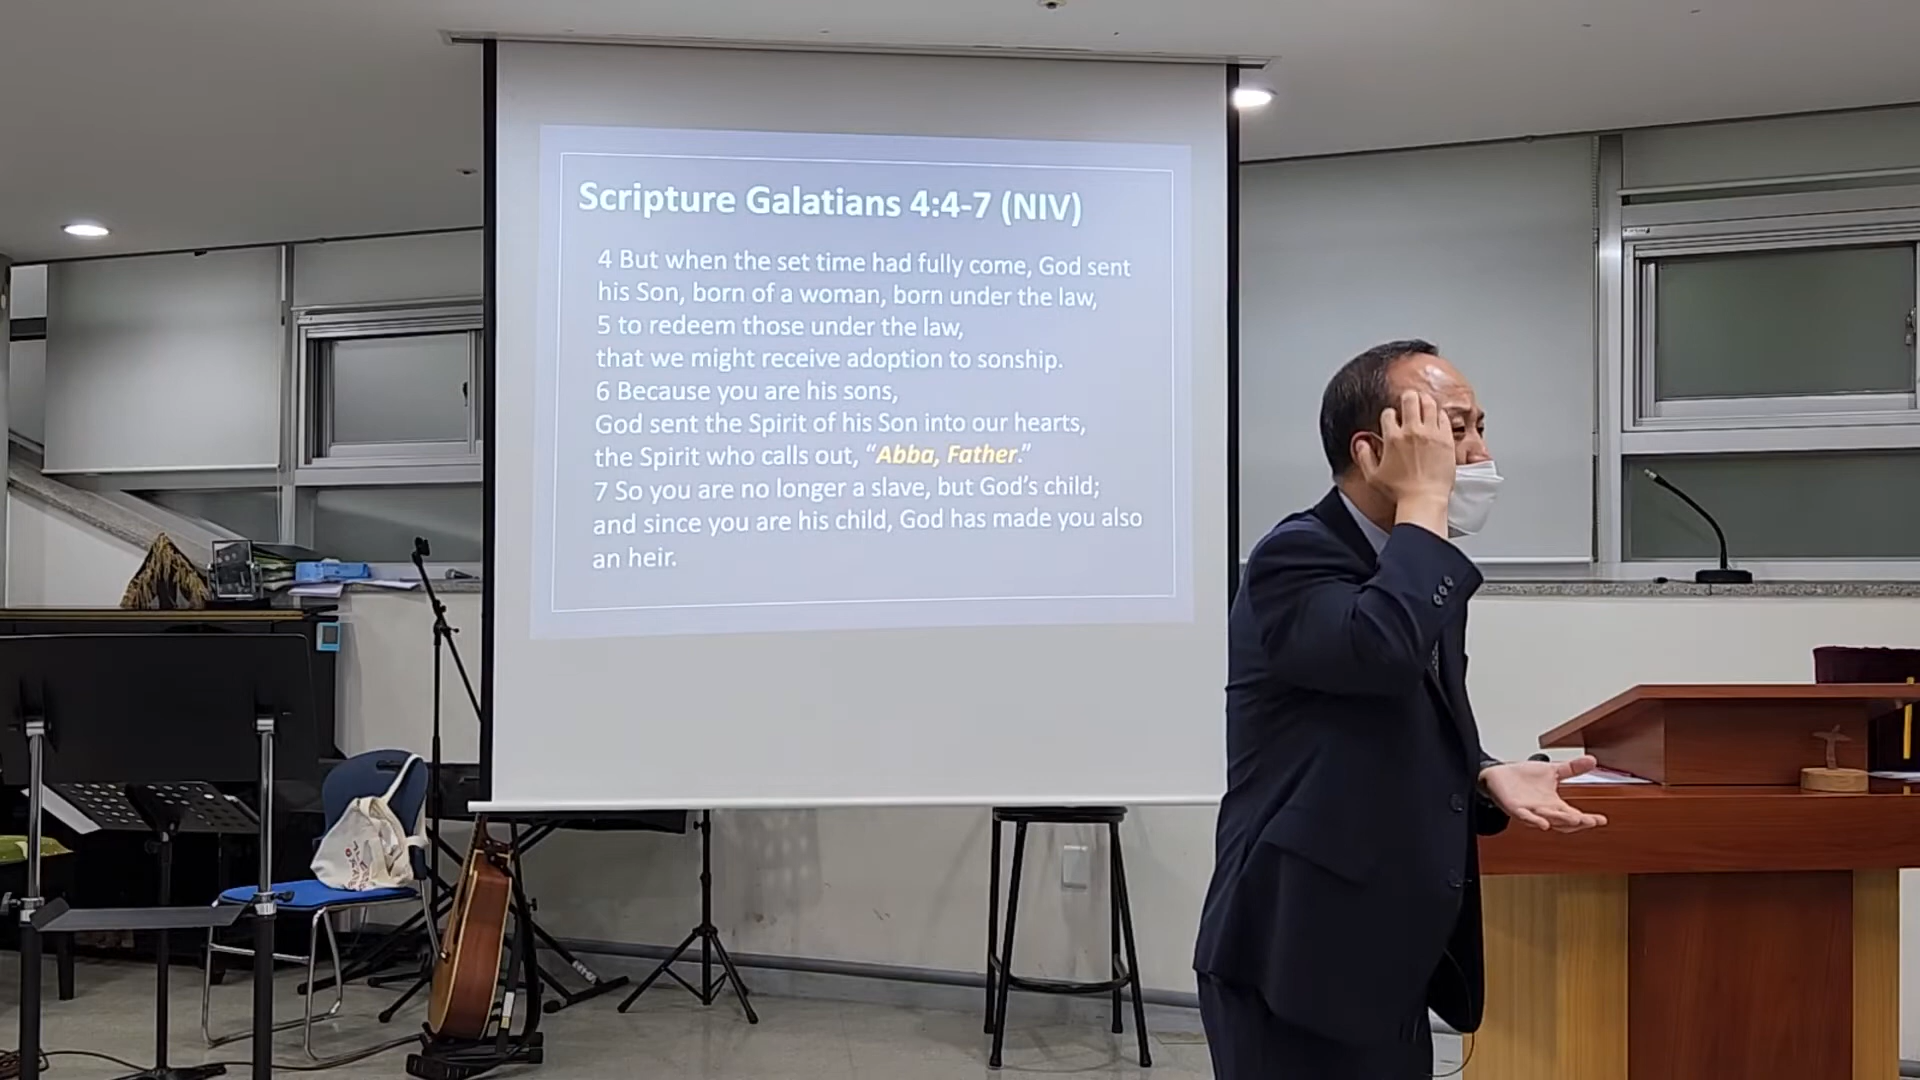 Scripture Galatians 4:4-7 (NIV)
4 But when the set time had fully come, God sent
his Son, born of a woman, born under the law,
5 to redeem those under the law,
that we might receive adoption to sonship.
6 Because you are his sons,
God sent the Spirit of his Son into our hearts,
the Spirit who calls out, “Abba, Father.”
7 So you are no longer a slave, but God’s child;
and since you are his child, God has made you also
an heir.